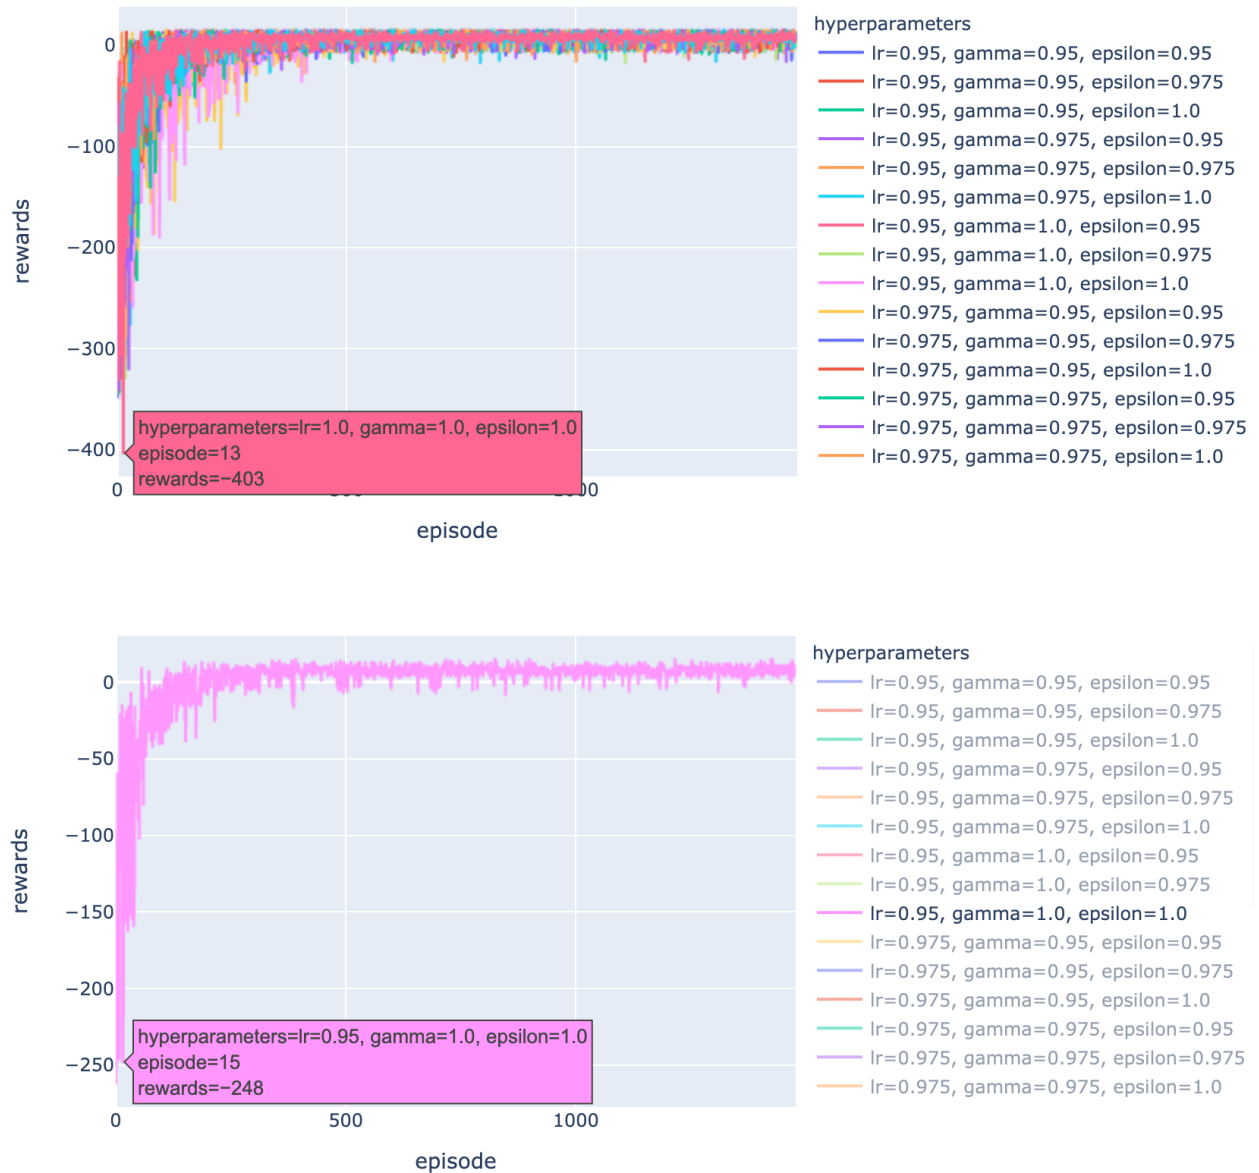 hyperparameters
lr=0.95, gamma=0.95, epsilon=0.95
lr=0.95, gamma=0.95, epsilon=0.975
lr=0.95, gamma=0.95, epsilon=1.0
lr=0.95, gamma=0.975, epsilon=0.95
lr=0.95, gamma=0.975, epsilon=0.975
lr=0.95, gamma=0.975, epsilon=1.0
lr=0.95, gamma=1.0, epsilon=0.95
lr=0.95, gamma=1.0, epsilon=0.975
lr=0.95, gamma=1.0, epsilon=1.0
lr=0.975, gamma=0.95, epsilon=0.95
lr=0.975, gamma=0.95, epsilon=0.975
lr=0.975, gamma=0.95, epsilon=1.0
lr=0.975, gamma=0.975, epsilon=0.95
lr=0.975, gamma=0.975, epsilon=0.975
lr=0.975, gamma=0.975, epsilon=1.0
0
−100
−200
−300
−400
rewards
hyperparameters=lr=1.0, gamma=1.0, epsilon=1.0
episode=13
rewards=−403
0
episode
hyperparameters
lr=0.95, gamma=0.95, epsilon=0.95
lr=0.95, gamma=0.95, epsilon=0.975
lr=0.95, gamma=0.95, epsilon=1.0
lr=0.95, gamma=0.975, epsilon=0.95
lr=0.95, gamma=0.975, epsilon=0.975
lr=0.95, gamma=0.975, epsilon=1.0
lr=0.95, gamma=1.0, epsilon=0.95
lr=0.95, gamma=1.0, epsilon=0.975
lr=0.95, gamma=1.0, epsilon=1.0
lr=0.975, gamma=0.95, epsilon=0.95
lr=0.975, gamma=0.95, epsilon=0.975
lr=0.975, gamma=0.95, epsilon=1.0
lr=0.975, gamma=0.975, epsilon=0.95
lr=0.975, gamma=0.975, epsilon=0.975
lr=0.975, gamma=0.975, epsilon=1.0
0
−50
−100
−150
−200
−250
rewards
hyperparameters=lr=0.95, gamma=1.0, epsilon=1.0
episode=15
rewards=−248
0
500
1000
episode